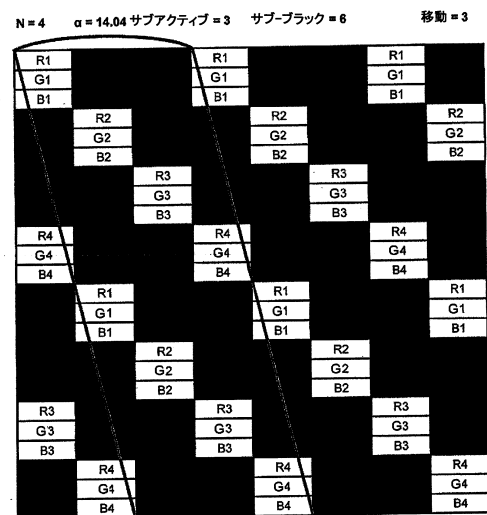 N = 4 α = 14.04 サブアクティブ = 3 サブ-ブラック = 6 移動 = 3
R1 R1 R1
G1 G1 G1
B1 B1 B1
R2 R2 R2
G2 G2 G2
B2 B2 B2
R3 R3
G3 G3
B3 B3
R4 R4 R4
G4 G4 G4
B4 B4 B4
R1 R1 R1
G1 G1 G1
B1 B1 B1
R2 R2
G2 G2
B2 B2
R3 R3 R3
G3 G3 G3
B3 B3 B3
R4 R4 R4
G4 G4 G4
B4 B4 B4